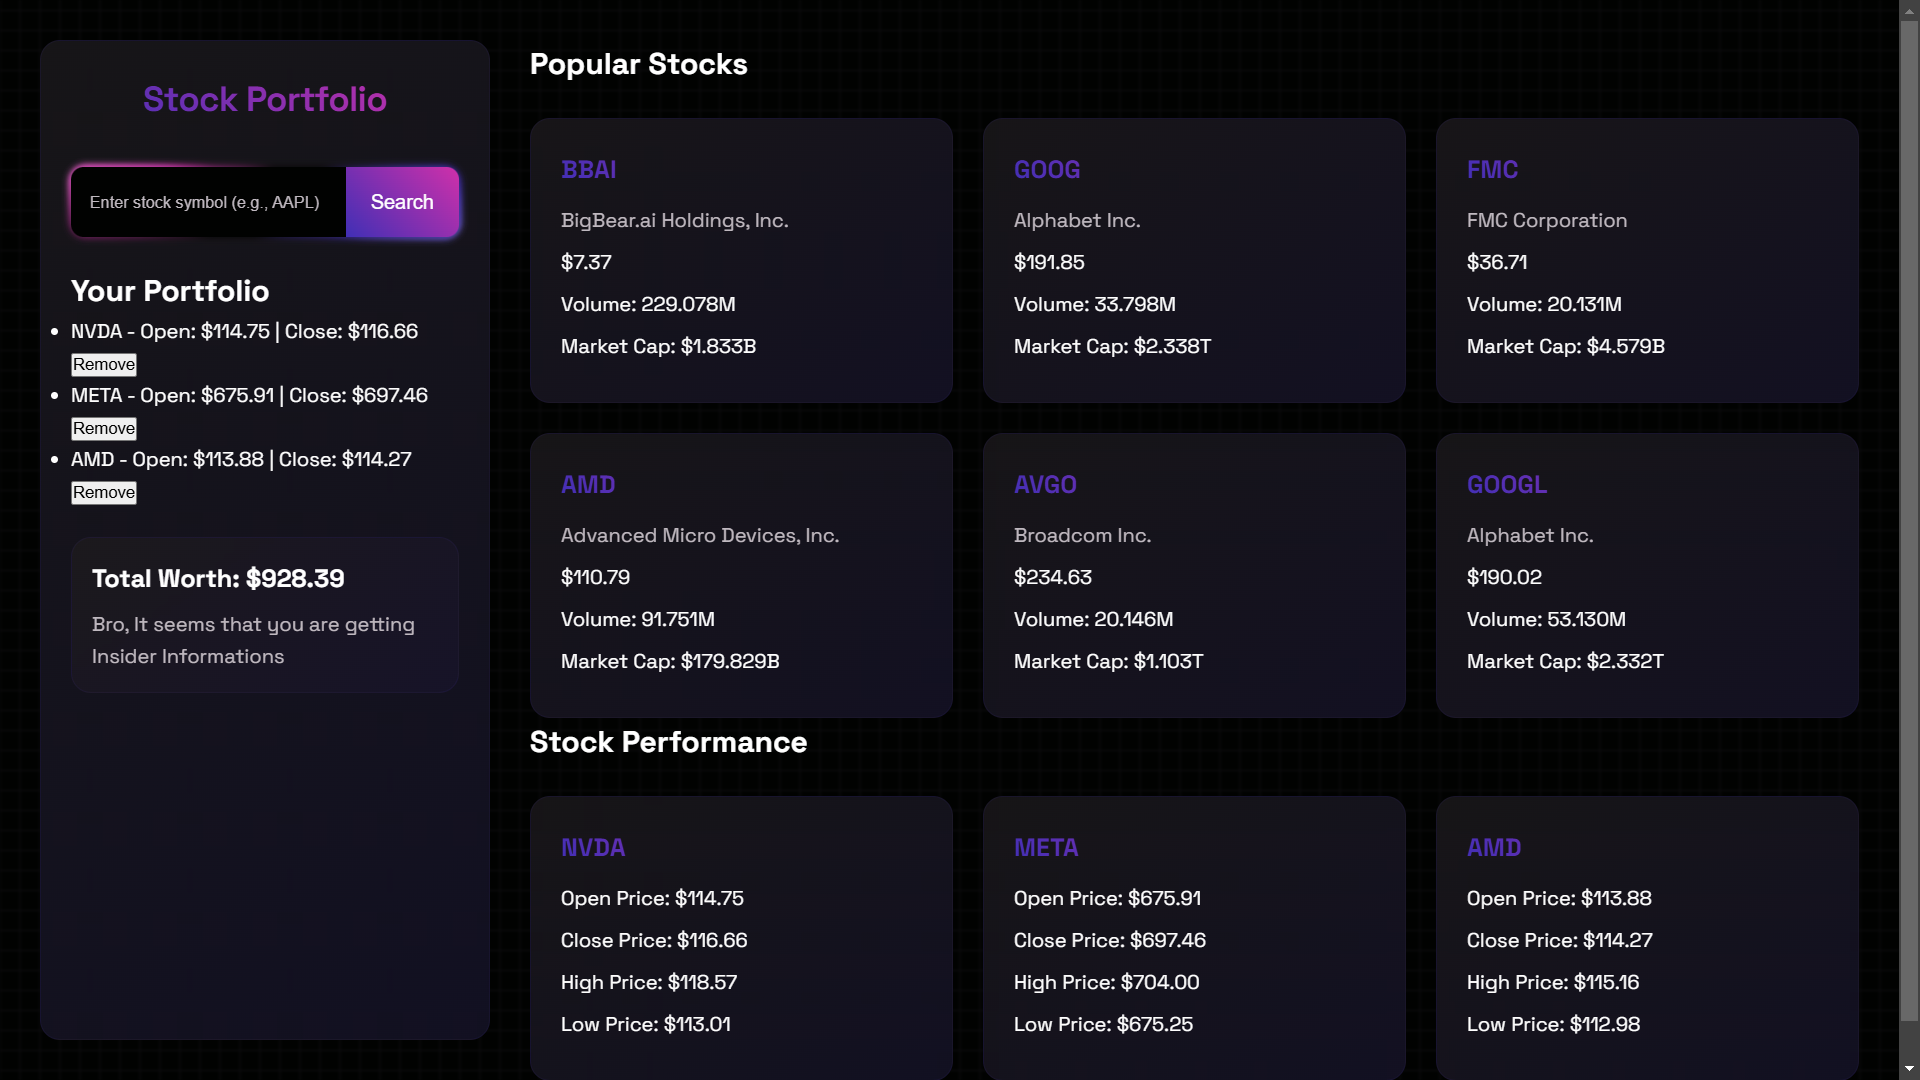 Stock Portfolio
Enter stock symbol (e.g., AAPL)
Search
Your Portfolio
NVDA - Open: $114.75 | Close: $116.66
Remove
META - Open: $675.91 | Close: $697.46
Remove
AMD - Open: $113.88 | Close: $114.27
Remove
Total Worth: $928.39
Bro, It seems that you are getting
Insider Informations
Popular Stocks
BBAI
BigBear.ai Holdings, Inc.
$7.37
Volume: 229.078M
Market Cap: $1.833B
GOOG
Alphabet Inc.
$191.85
Volume: 33.798M
Market Cap: $2.338T
FMC
FMC Corporation
$36.71
Volume: 20.131M
Market Cap: $4.579B
AMD
Advanced Micro Devices, Inc.
$110.79
Volume: 91.751M
Market Cap: $179.829B
AVGO
Broadcom Inc.
$234.63
Volume: 20.146M
Market Cap: $1.103T
GOOGL
Alphabet Inc.
$190.02
Volume: 53.130M
Market Cap: $2.332T
Stock Performance
NVDA
Open Price: $114.75
Close Price: $116.66
High Price: $118.57
Low Price: $113.01
META
Open Price: $675.91
Close Price: $697.46
High Price: $704.00
Low Price: $675.25
AMD
Open Price: $113.88
Close Price: $114.27
High Price: $115.16
Low Price: $112.98